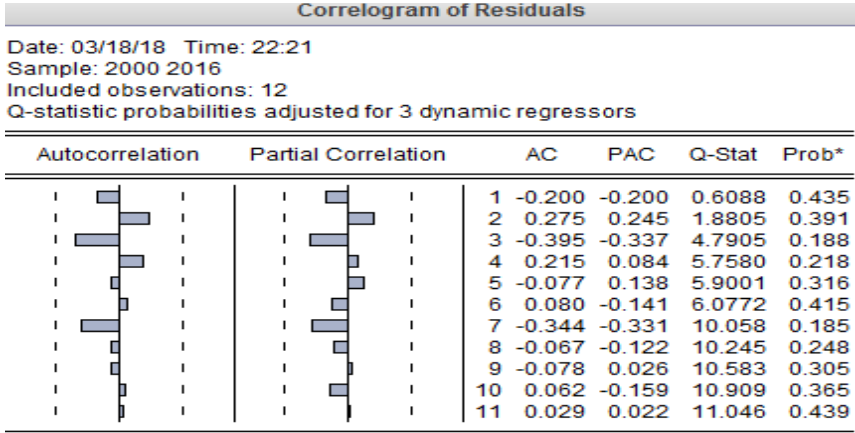 Correlogram of Residuals
Date: 03/18/18 Time: 22:21
Sample: 2000 2016
Included observations: 12
Q-statistic probabilities adjusted for 3 dynamic regressors
Autocorrelation Partial Correlation AC PAC Q-Stat Prob*
1 -0.200 -0.200 0.6088 0.435
2 0.275 0.245 1.8805 0.391
3 -0.395 -0.337 4.7905 0.188
4 0.215 0.084 5.7580 0.218
5 -0.077 0.138 5.9001 0.316
6 0.080 -0.141 6.0772 0.415
7 -0.344 -0.331 10.058 0.185
8 -0.067 -0.122 10.245 0.248
9 -0.078 0.026 10.583 0.305
10 0.062 -0.159 10.909 0.365
11 0.029 0.022 11.046 0.439